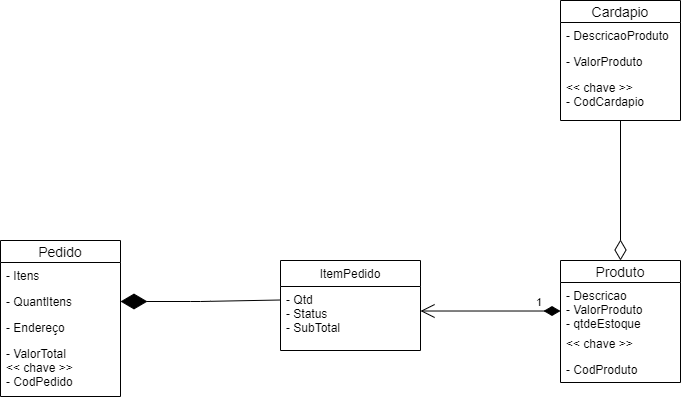 Cardapio
- DescricaoProduto
- ValorProduto
<< chave >>
- CodCardapio
Pedido
- Itens
- QuantItens
- Endereço
- ValorTotal
<< chave >>
- CodPedido
ItemPedido
- Qtd
- Status
- SubTotal
1
Produto
- Descricao
- ValorProduto
- qtdeEstoque
<< chave >>
- CodProduto